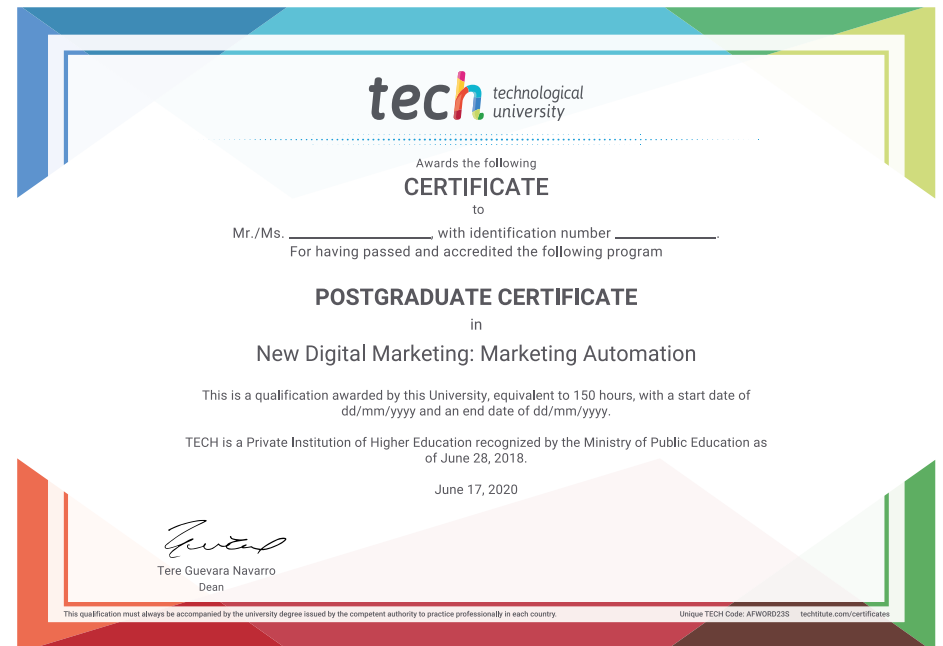 tech technological
university
Awards the following
CERTIFICATE
to
Mr./Ms. ____________________, with identification number ______________.
For having passed and accredited the following program
POSTGRADUATE CERTIFICATE
in
New Digital Marketing: Marketing Automation
This is a qualification awarded by this University, equivalent to 150 hours, with a start date of
dd/mm/yyyy and an end date of dd/mm/yyyy.
TECH is a Private Institution of Higher Education recognized by the Ministry of Public Education as
of June 28, 2018.
June 17, 2020
Tere Guevara Navarro
Dean
This qualification must always be accompanied by the university degree issued by the competent authority to practice professionally in each country.
Unique TECH Code: AFWORD23S techtitute.com/certificates